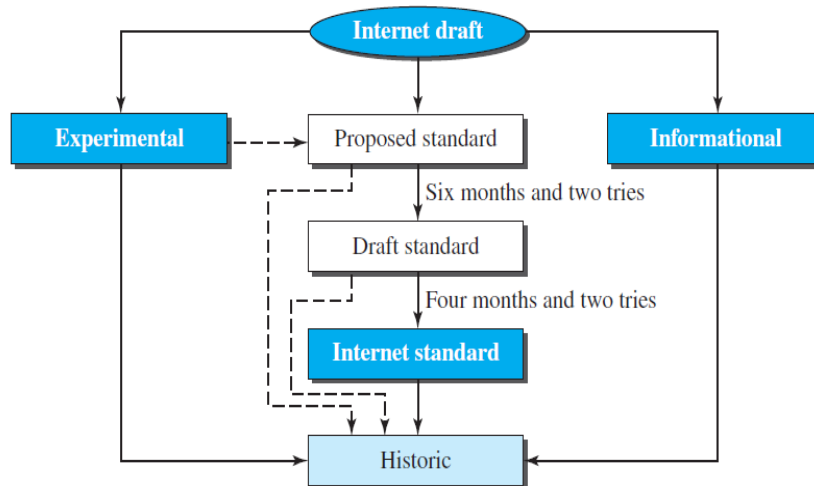 Internet draft
Experimental
Proposed standard
Informational
Six months and two tries
Draft standard
Four months and two tries
Internet standard
Historic